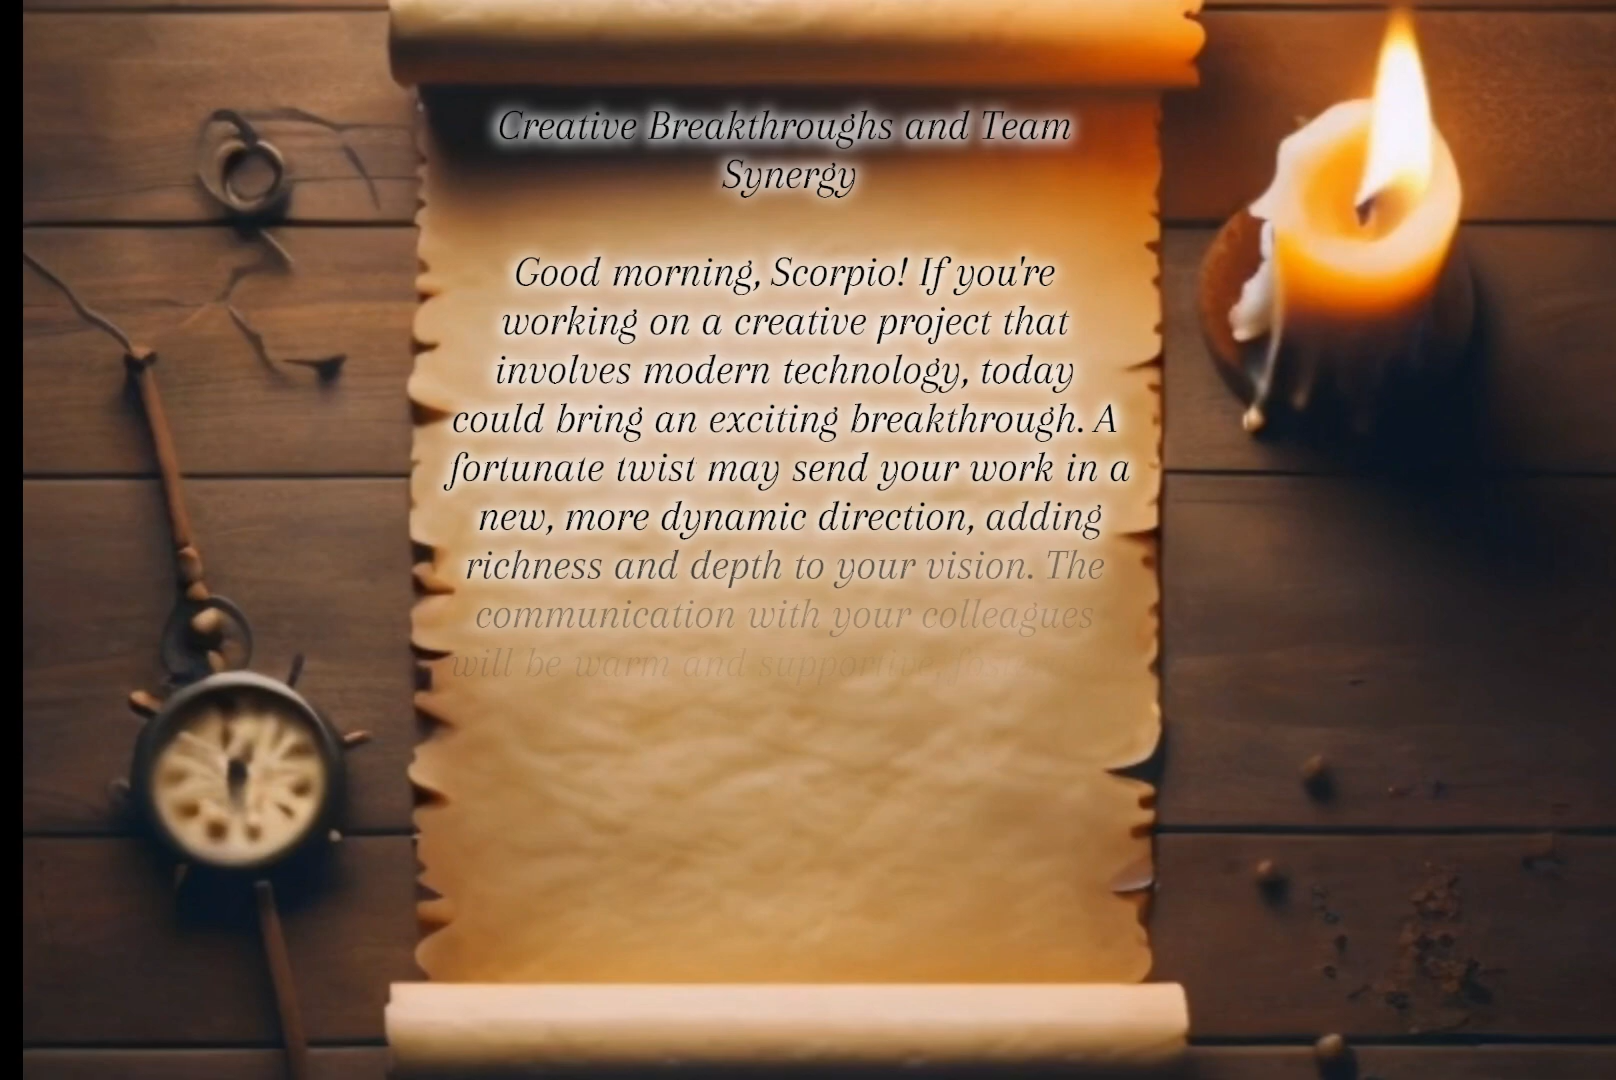 Creative Breakthroughs and Team
Synergy
Good morning, Scorpio! If you're
working on a creative project that
involves modern technology, today
could bring an exciting breakthrough. A
fortunate twist may send your work in a
new, more dynamic direction, adding
richness and depth to your vision. The
communication with your colleagues
will be warm and supportive,